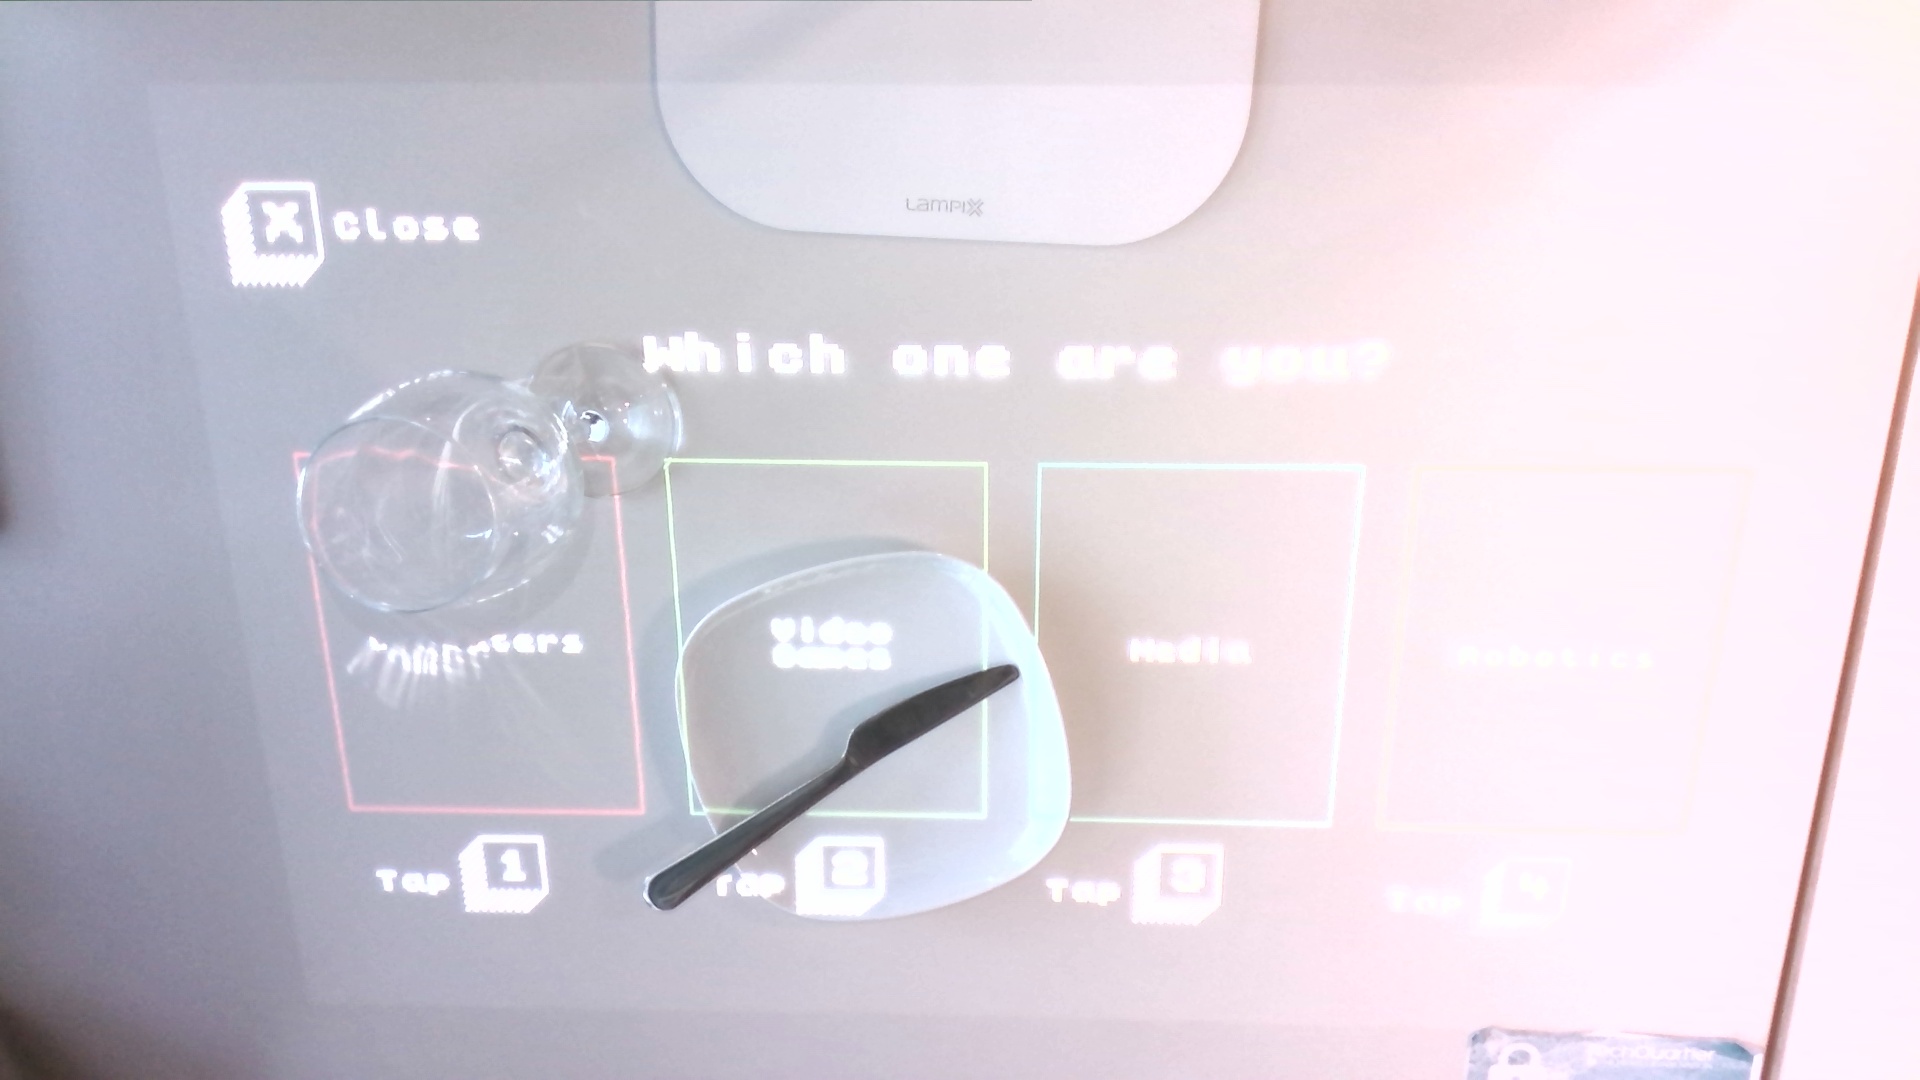 LAMPIX
X Close
Which one are you?
Video
Games
Media
Robotics
Tap 1
Tap 2
Tap 3
Tap 4